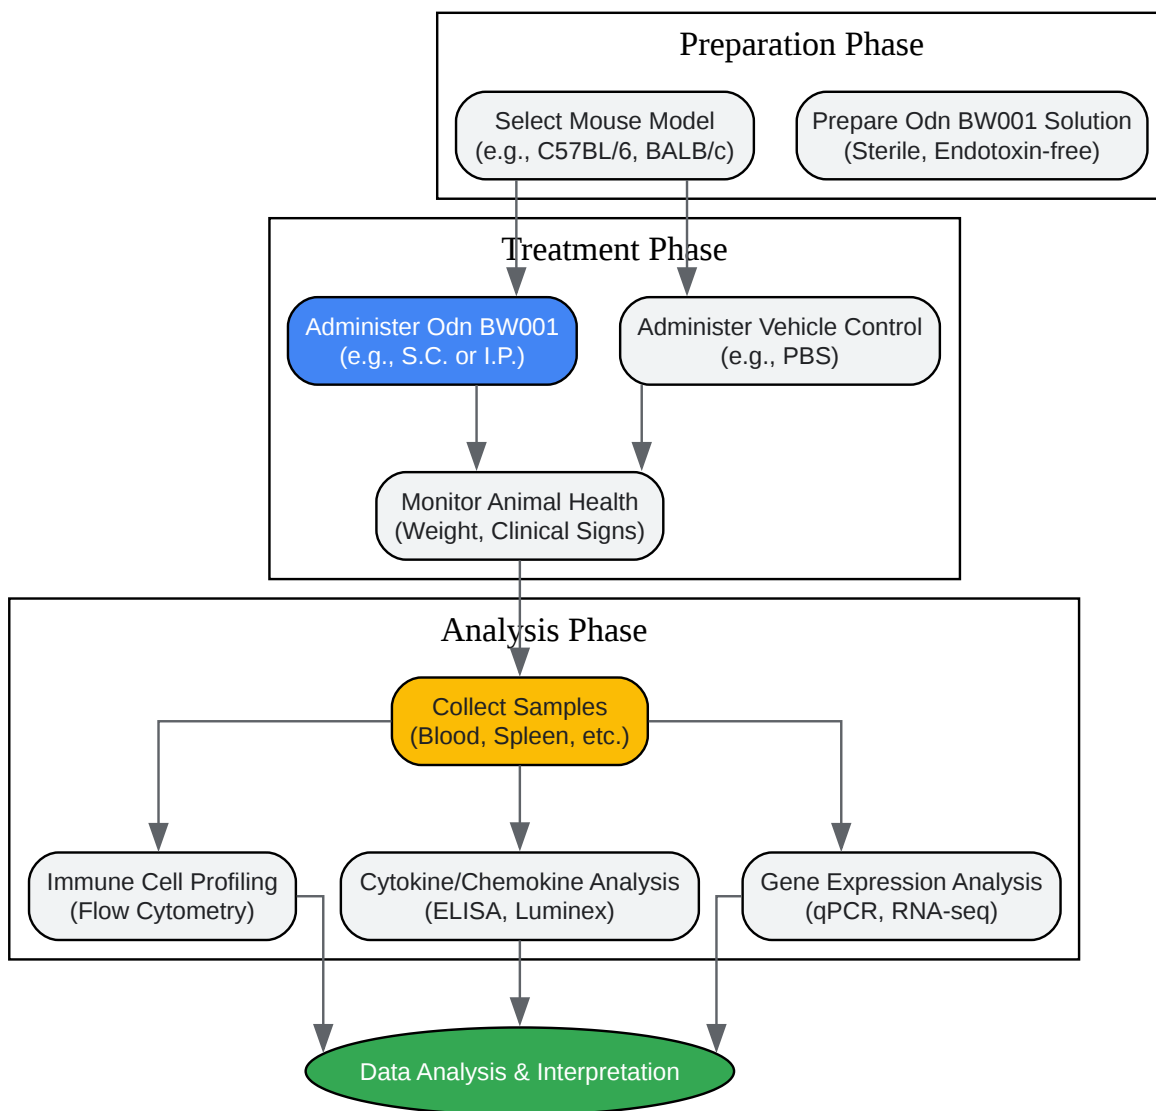 Preparation Phase
Select Mouse Model
(e.g., C57BL/6, BALB/c)
Prepare Odn BW001 Solution
(Sterile, Endotoxin-free)
Treatment Phase
Administer Odn BW001
(e.g., S.C. or I.P.)
Administer Vehicle Control
(e.g., PBS)
Monitor Animal Health
(Weight, Clinical Signs)
Analysis Phase
Collect Samples
(Blood, Spleen, etc.)
Immune Cell Profiling
(Flow Cytometry)
Cytokine/Chemokine Analysis
(ELISA, Luminex)
Gene Expression Analysis
(qPCR, RNA-seq)
Data Analysis & Interpretation